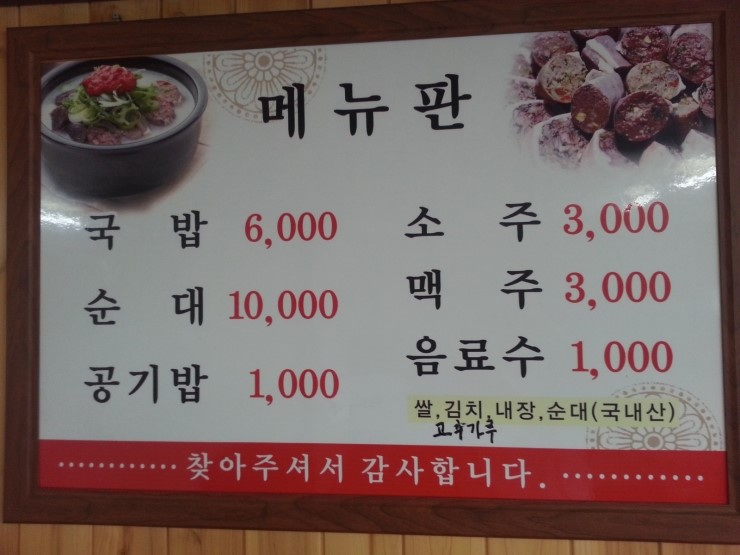 메뉴판
국 밥 6,000
순 대 10,000
공기밥 1,000
소 주 3,000
맥 주 3,000
음료수 1,000
쌀,김치,내장,순대(국내산)
고추가루
찾아주셔서 감사합니다.